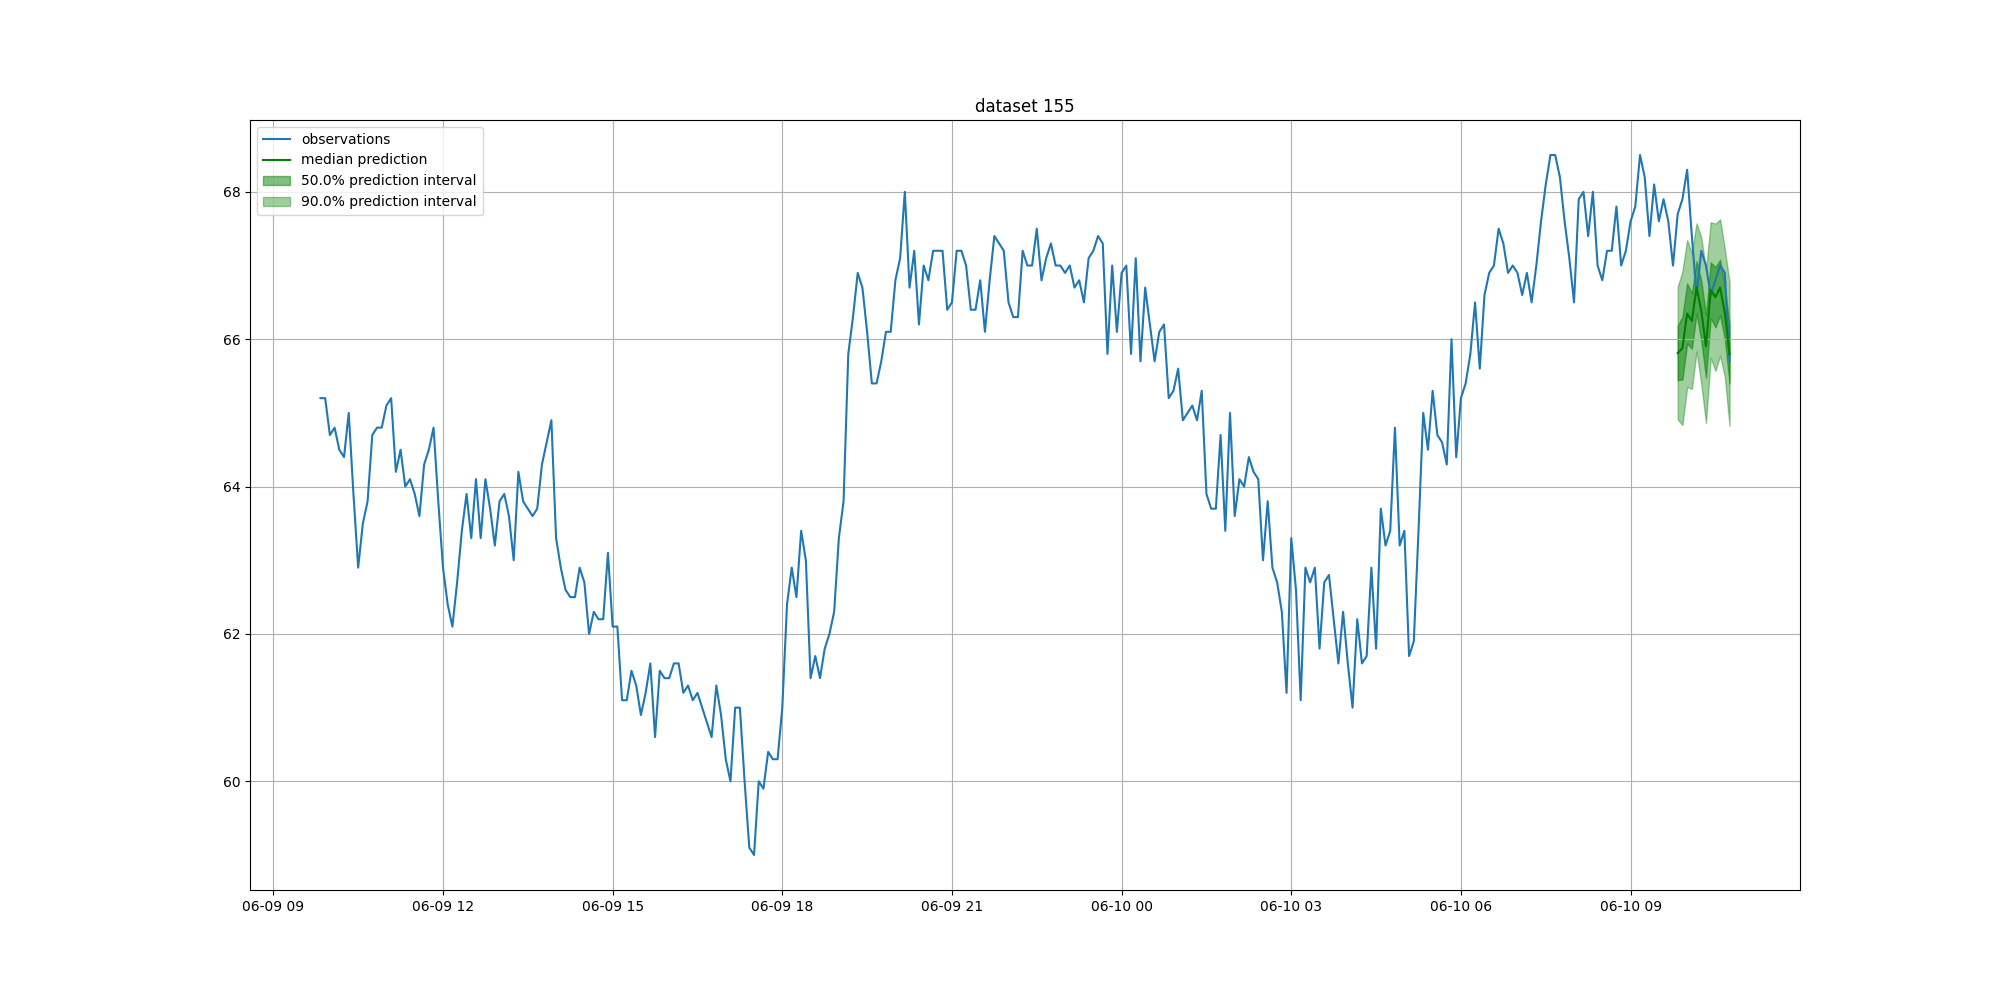 dataset 155
observations
median prediction
50.0% prediction interval
90.0% prediction interval
68
66
64
62
60
06-09 09 06-09 12 06-09 15 06-09 18 06-09 21 06-10 00 06-10 03 06-10 06 06-10 09